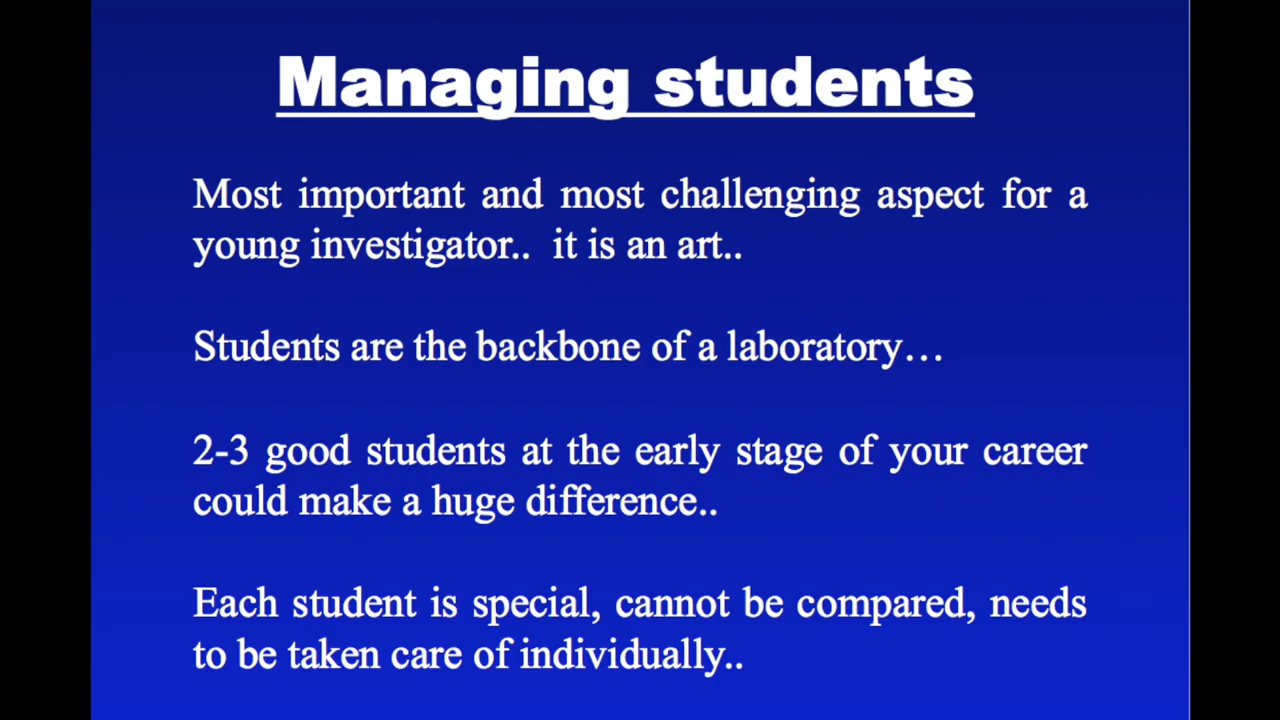 Managing students
Most important and most challenging aspect for a
young investigator.. it is an art..
Students are the backbone of a laboratory…
2-3 good students at the early stage of your career
could make a huge difference..
Each student is special, cannot be compared, needs
to be taken care of individually..